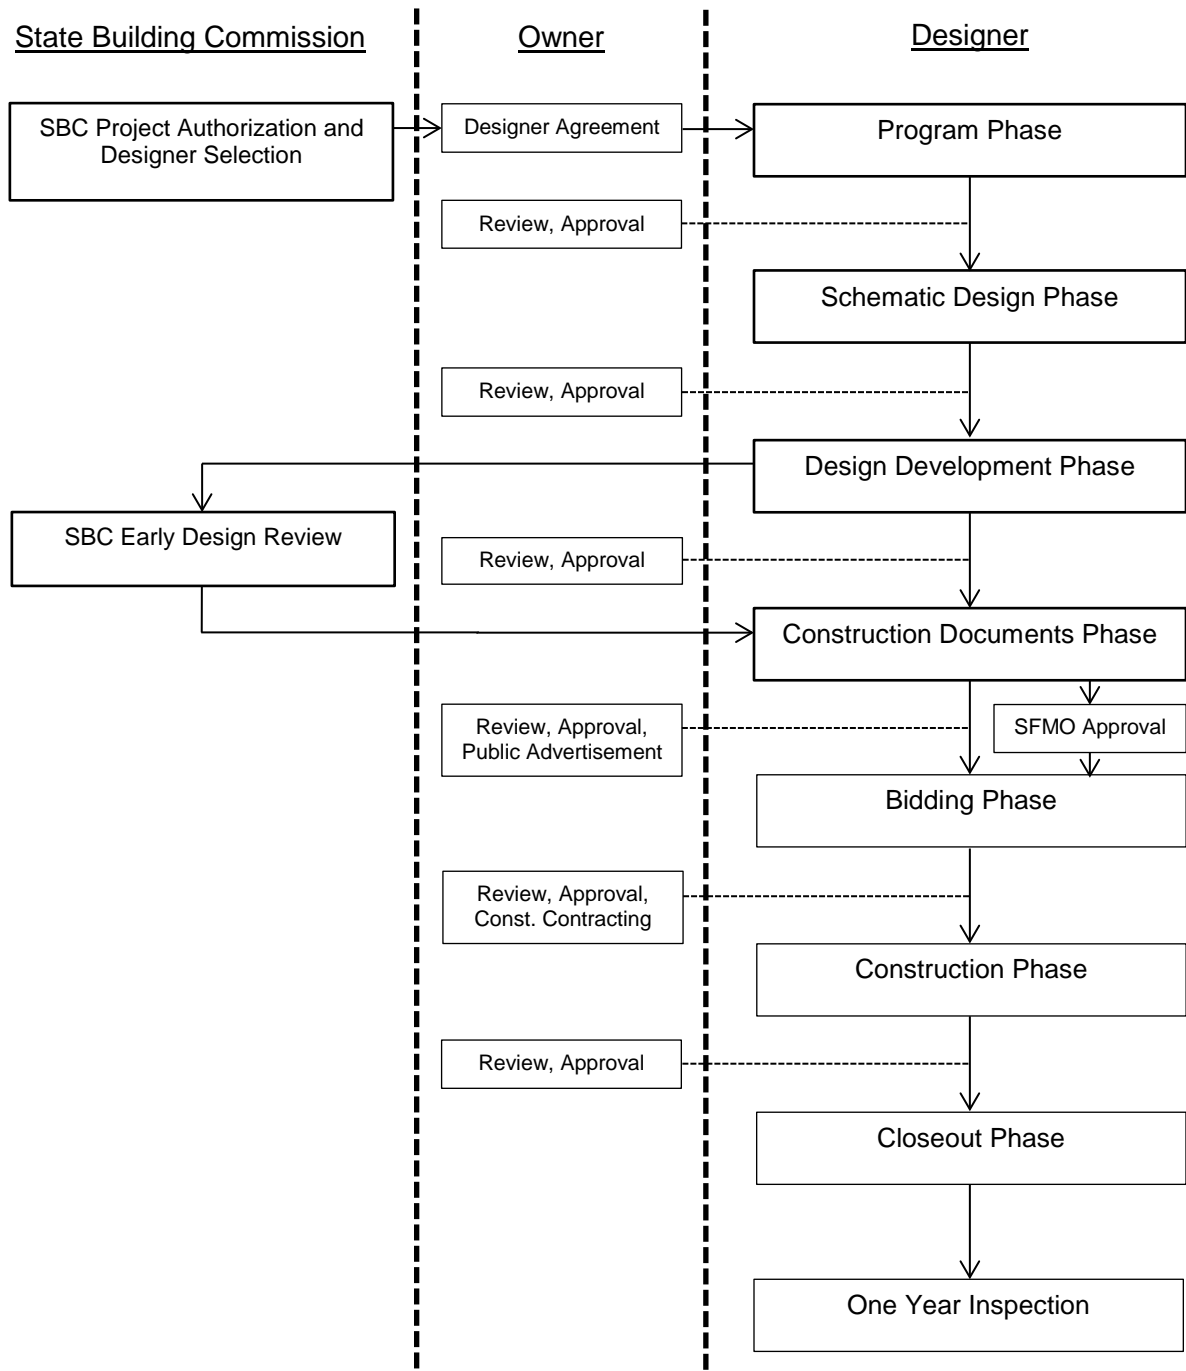 State Building Commission
Owner
Designer
SBC Project Authorization and
Designer Selection
Designer Agreement
Program Phase
Review, Approval
Schematic Design Phase
Review, Approval
Design Development Phase
SBC Early Design Review
Review, Approval
Construction Documents Phase
Review, Approval,
Public Advertisement
SFMO Approval
Bidding Phase
Review, Approval,
Const. Contracting
Construction Phase
Review, Approval
Closeout Phase
One Year Inspection